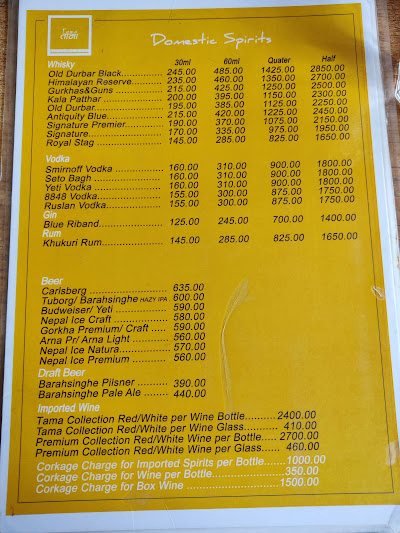 Domestic Spirits
Whisky 30ml 60ml Quater Half
Old Durbar Black............... 245.00 485.00 1425.00 2850.00
Himalayan Reserve............ 235.00 460.00 1350.00 2700.00
Gurkhas&Guns ................. 215.00 425.00 1250.00 2500.00
Kala Patthar ..................... 200.00 395.00 1150.00 2300.00
Old Durbar........................ 195.00 385.00 1125.00 2250.00
Antiquity Blue.................... 215.00 420.00 1225.00 2450.00
Signature Premier............. 190.00 370.00 1075.00 2150.00
Signature.......................... 170.00 335.00 975.00 1950.00
Royal Stag ....................... 145.00 285.00 825.00 1650.00
Vodka
Smirnoff Vodka ................. 160.00 310.00 900.00 1800.00
Seto Bagh ........................ 160.00 310.00 900.00 1800.00
Yeti Vodka ........................ 160.00 310.00 900.00 1800.00
8848 Vodka...................... 155.00 300.00 875.00 1750.00
Ruslan Vodka................... 155.00 300.00 875.00 1750.00
Gin
Blue Riband...................... 125.00 245.00 700.00 1400.00
Rum
Khukuri Rum..................... 145.00 285.00 825.00 1650.00
Beer
Carlsberg .......................... 635.00
Tuborg/ Barahsinghe HAZY IPA 600.00
Budweiser/ Yeti ................. 590.00
Nepal Ice Craft .................. 580.00
Gorkha Premium/ Craft ..... 590.00
Arna Pr/ Arna Light ............ 560.00
Nepal Ice Natura................ 570.00
Nepal Ice Premium ............ 560.00
Draft Beer
Barahsinghe Pilsner ......... 390.00
Barahsinghe Pale Ale ........ 440.00
Imported Wine
Tama Collection Red/White per Wine Bottle.......... 2400.00
Tama Collection Red/White per Wine Glass........... 410.00
Premium Collection Red/White per Wine Bottle..... 2700.00
Premium Collection Red/White per Glass...... 460.00
Corkage Charge for Imported Spirits per Bottle.......1000.00
Corkage Charge for Wine per Bottle.......................350.00
Corkage Charge for Box Wine ...........................1500.00